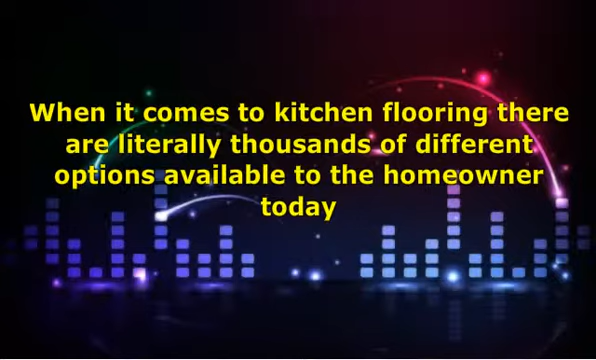 When it comes to kitchen flooring there
are literally thousands of different
options available to the homeowner
today